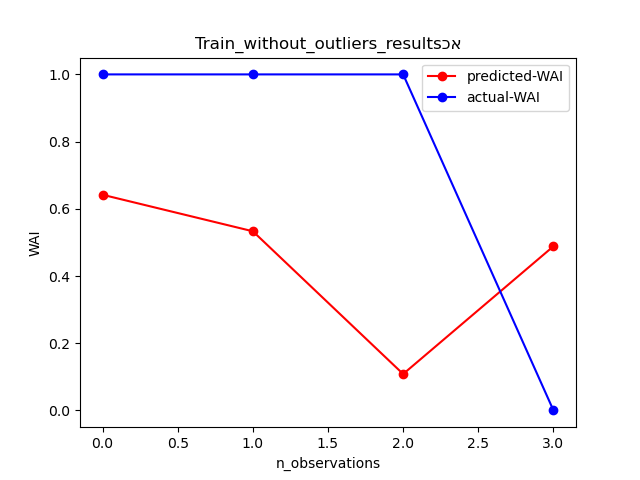 Train_without_outliers_resultsאכ
predicted-WAI
actual-WAI
WAI
1.0
0.8
0.6
0.4
0.2
0.0
0.0 0.5 1.0 1.5 2.0 2.5 3.0
n_observations